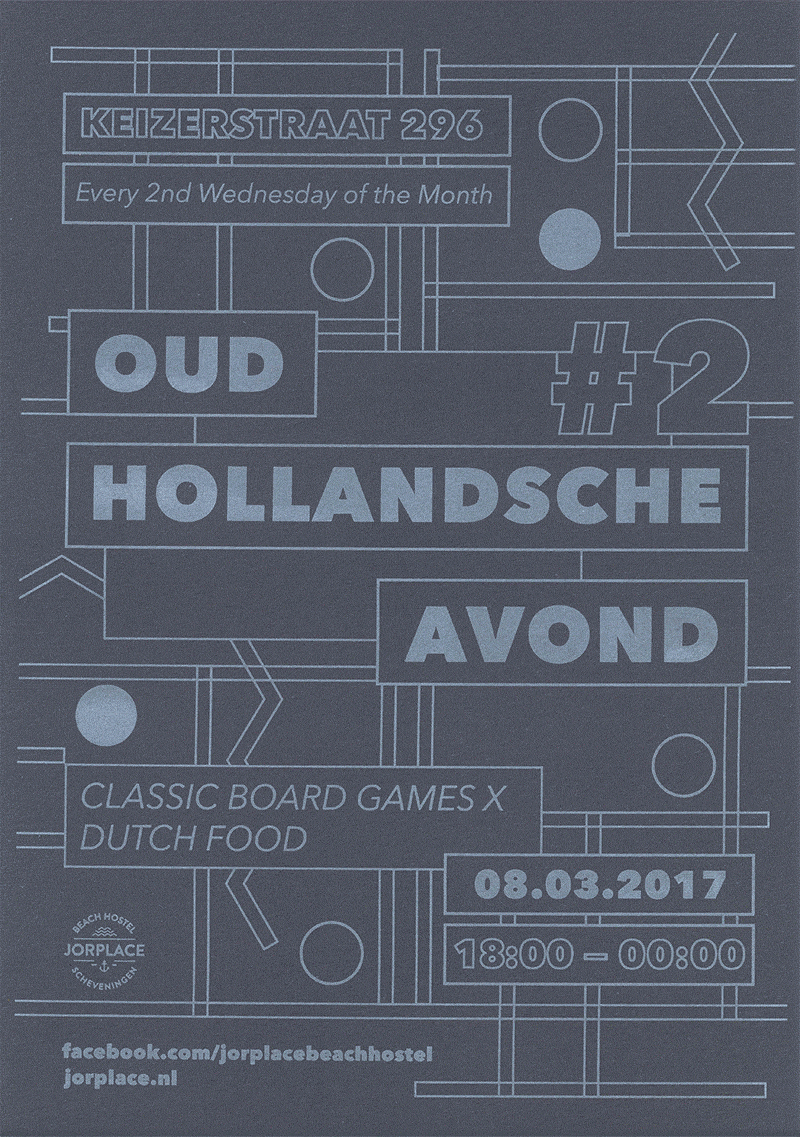 KEIZERSTRAAT 296
Every 2nd Wednesday of the Month
OUD
#2
HOLLANDSCHE
AVOND
CLASSIC BOARD GAMES X
DUTCH FOOD
08.03.2017
18:00 – 00:00
BEACH HOSTEL
JORPLACE
SCHEVENINGEN
facebook.com/jorplacebeachhostel
jorplace.nl